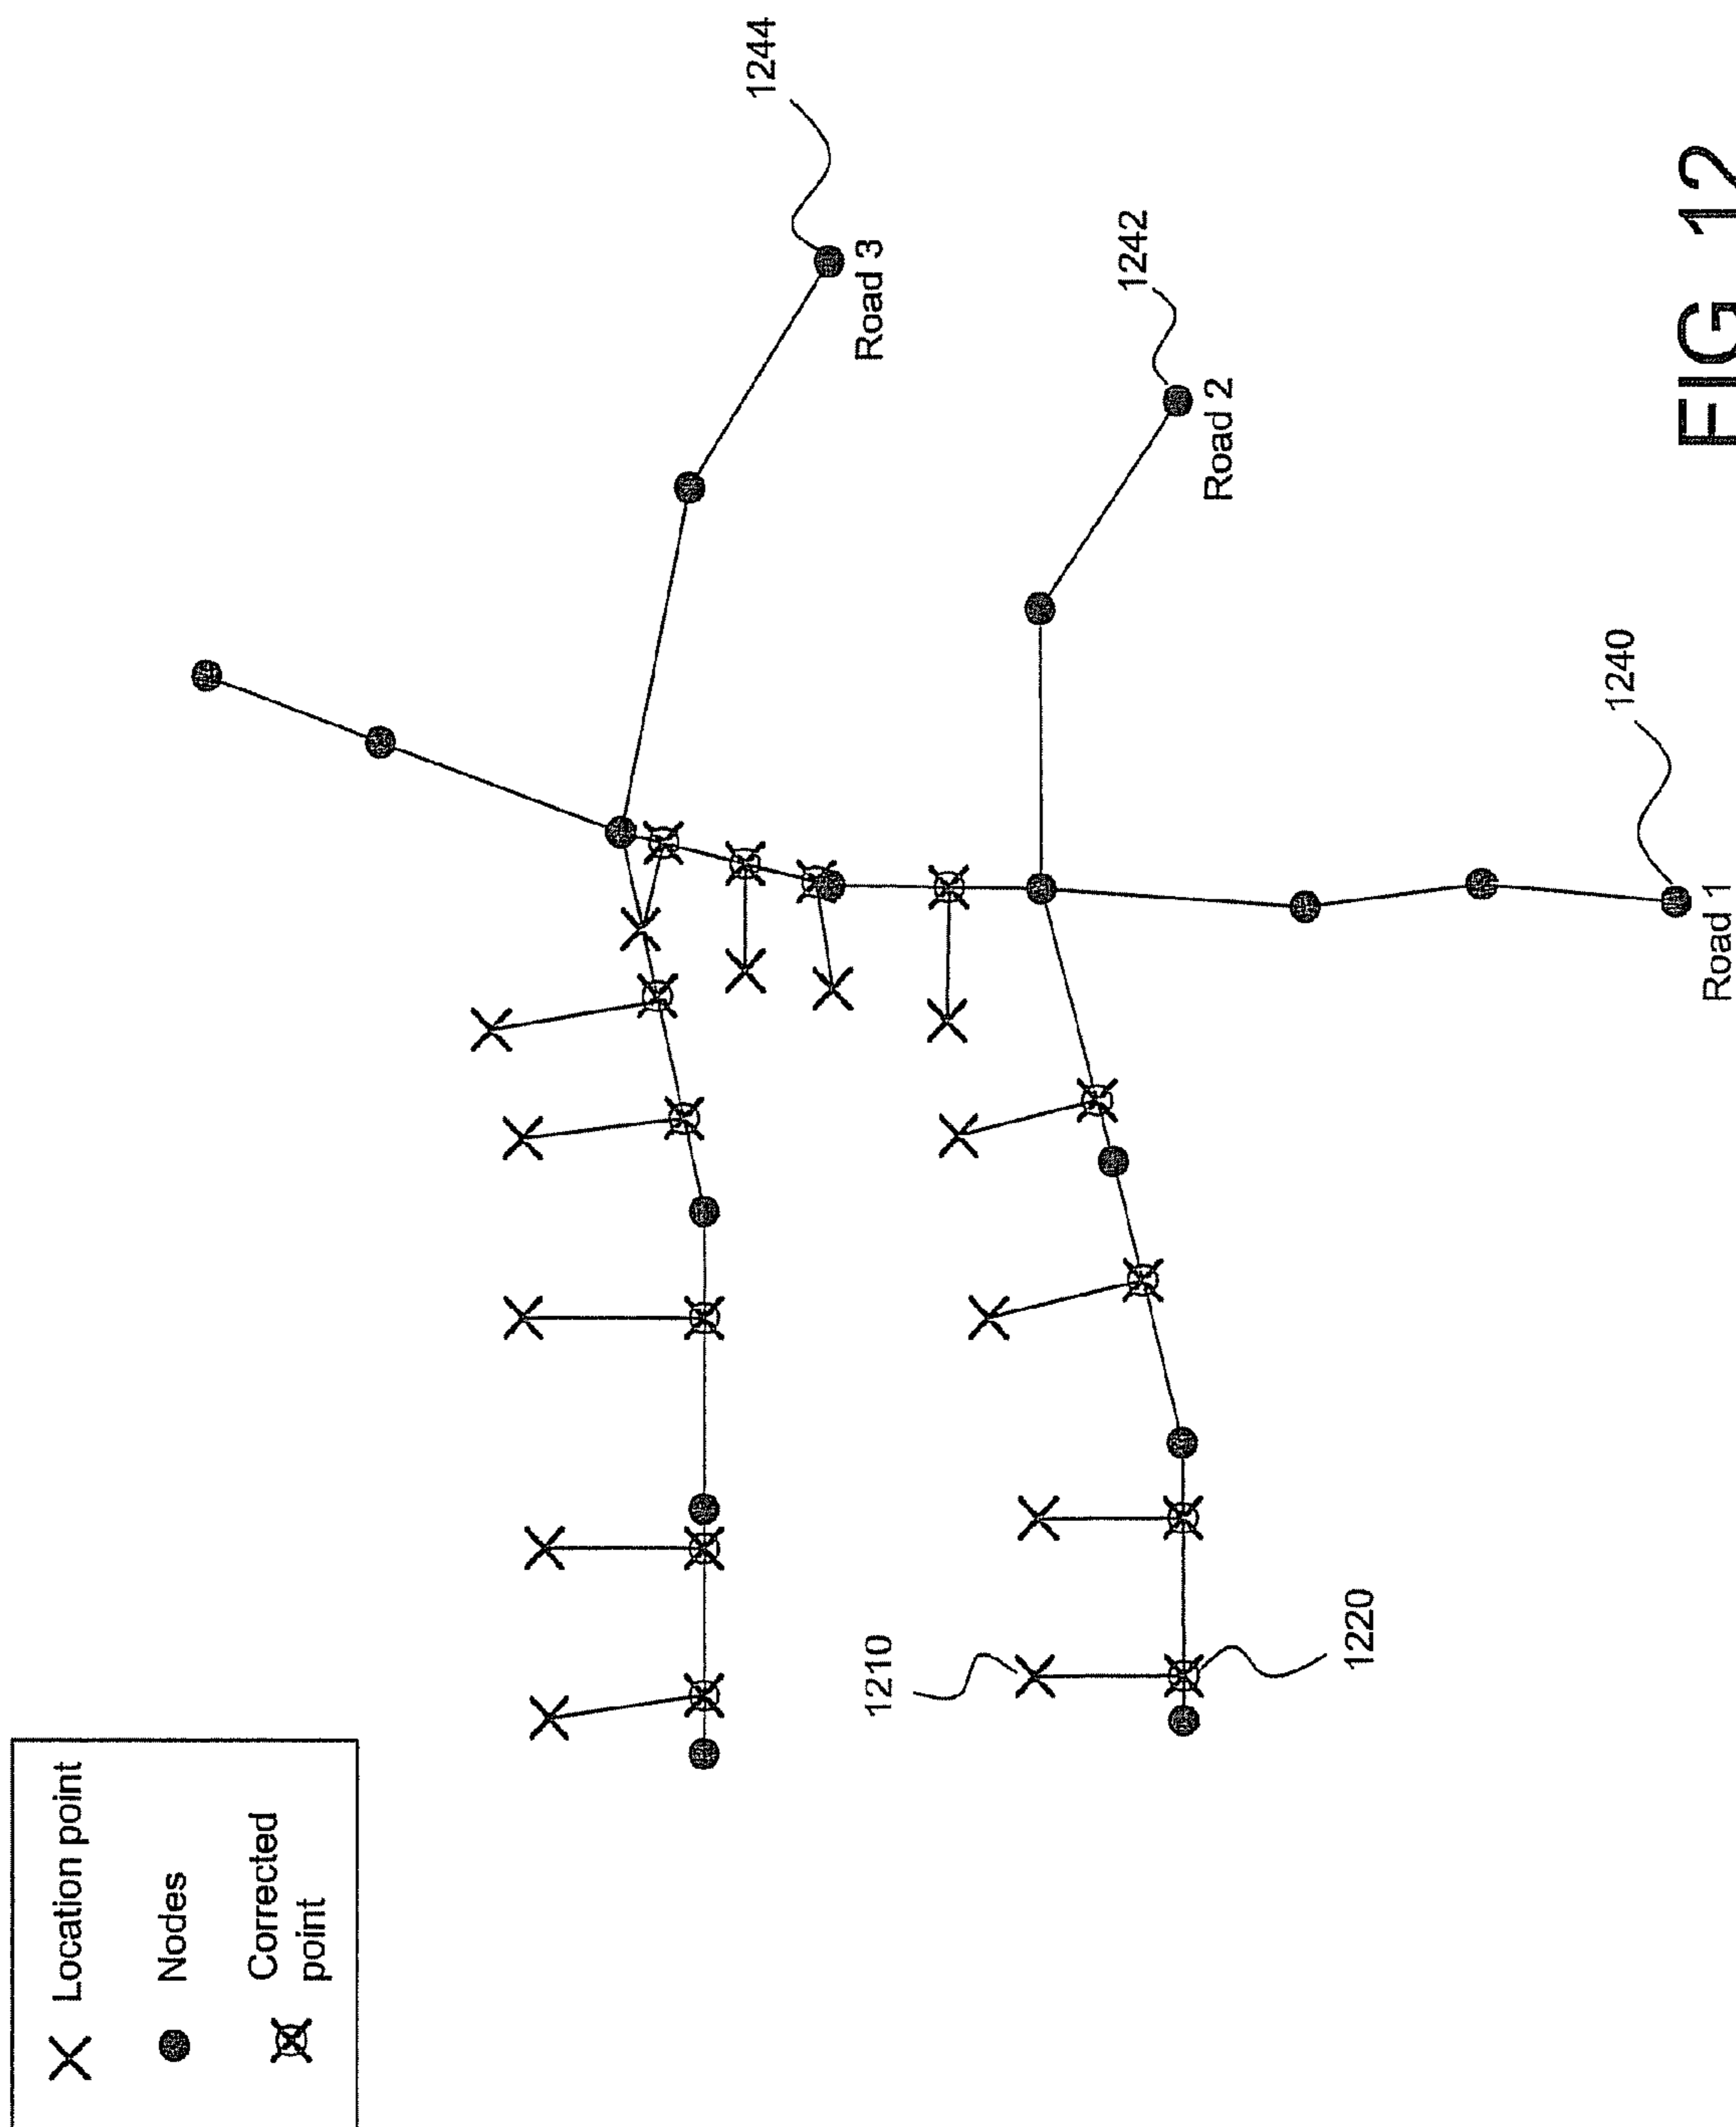 Location point
Nodes
Corrected
point
1244
Road 3
1242
Road 2
1240
Road 1
1210
1220
FIG 12